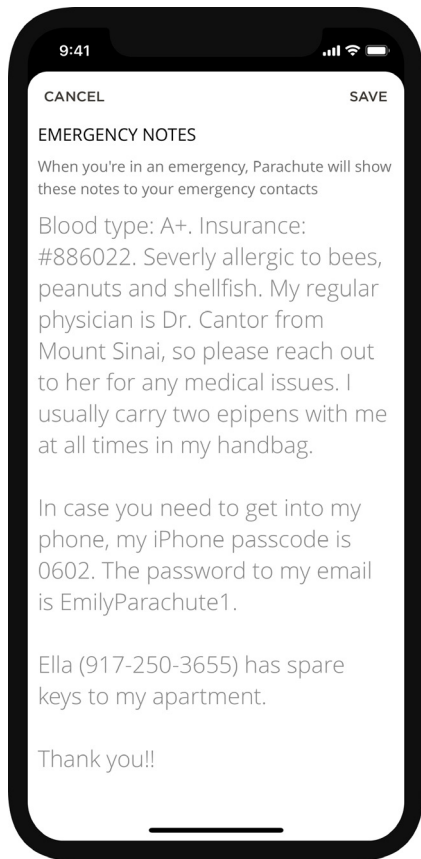 9:41
CANCEL SAVE
EMERGENCY NOTES
When you're in an emergency, Parachute will show
these notes to your emergency contacts
Blood type: A+. Insurance:
#886022. Severly allergic to bees,
peanuts and shellfish. My regular
physician is Dr. Cantor from
Mount Sinai, so please reach out
to her for any medical issues. I
usually carry two epipens with me
at all times in my handbag.
In case you need to get into my
phone, my iPhone passcode is
0602. The password to my email
is EmilyParachute1.
Ella (917-250-3655) has spare
keys to my apartment.
Thank you!!